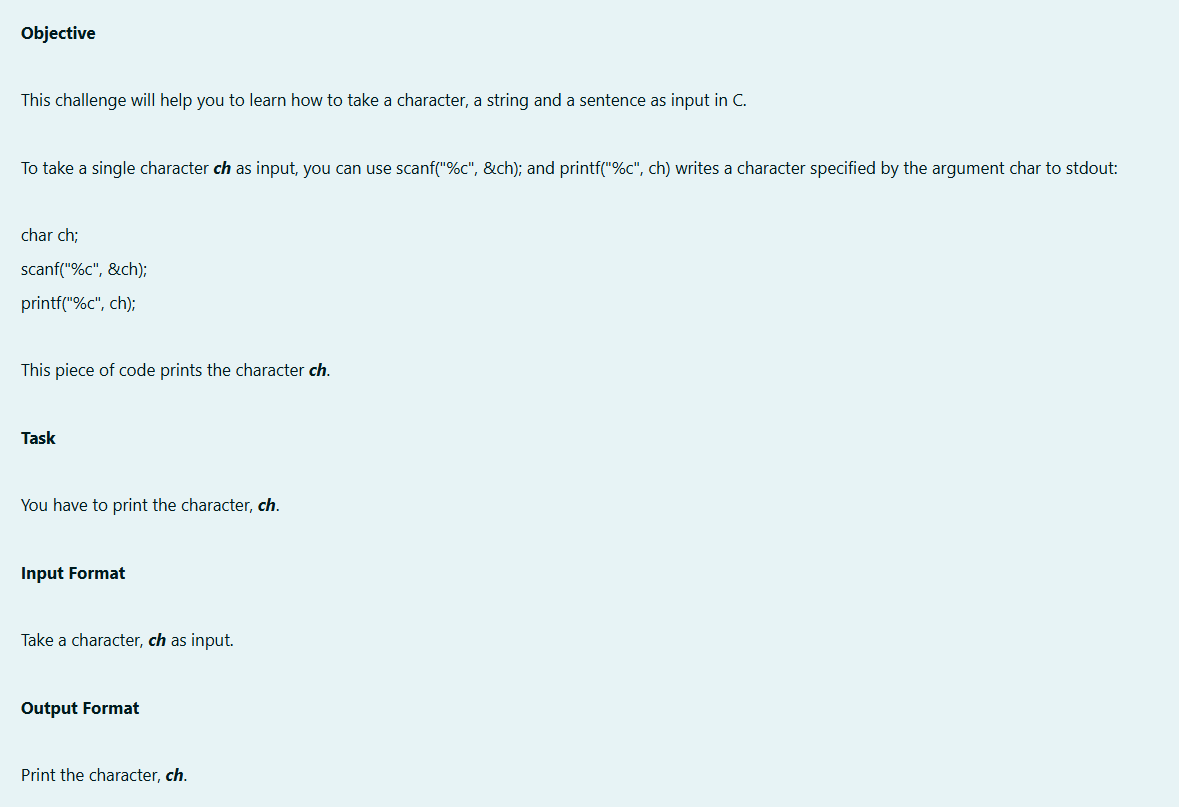 Objective
This challenge will help you to learn how to take a character, a string and a sentence as input in C.
To take a single character ch as input, you can use scanf("%c", &ch); and printf("%c", ch) writes a character specified by the argument char to stdout:
char ch;
scanf("%c", &ch);
printf("%c", ch);
This piece of code prints the character ch.
Task
You have to print the character, ch.
Input Format
Take a character, ch as input.
Output Format
Print the character, ch.